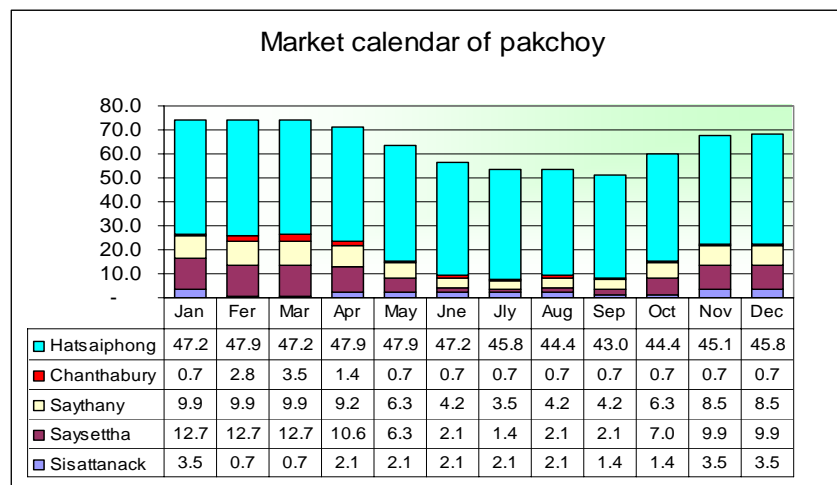 Market calendar of pakchoy
80.0
70.0
60.0
50.0
40.0
30.0
20.0
10.0
-
Jan Fer Mar Apr May Jne Jly Aug Sep Oct Nov Dec
Hatsaiphong 47.2 47.9 47.2 47.9 47.9 47.2 45.8 44.4 43.0 44.4 45.1 45.8
Chanthabury 0.7 2.8 3.5 1.4 0.7 0.7 0.7 0.7 0.7 0.7 0.7 0.7
Saythany 9.9 9.9 9.9 9.2 6.3 4.2 3.5 4.2 4.2 6.3 8.5 8.5
Saysettha 12.7 12.7 12.7 10.6 6.3 2.1 1.4 2.1 2.1 7.0 9.9 9.9
Sisattanack 3.5 0.7 0.7 2.1 2.1 2.1 2.1 2.1 1.4 1.4 3.5 3.5